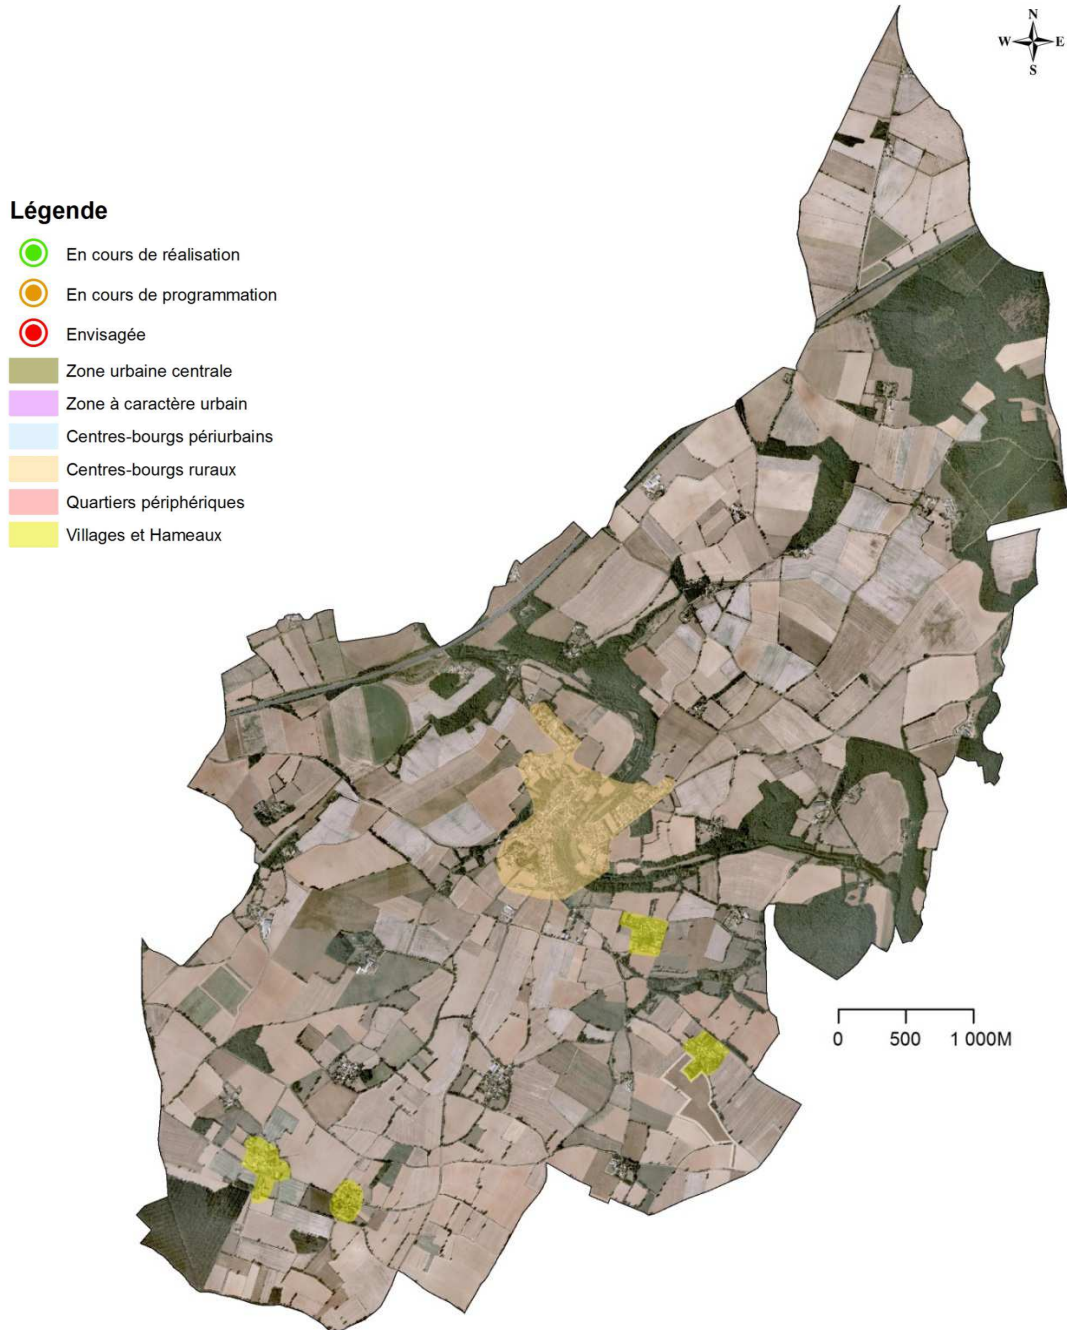 N
W E
S
Légende
En cours de réalisation
En cours de programmation
Envisagée
Zone urbaine centrale
Zone à caractère urbain
Centres-bourgs périurbains
Centres-bourgs ruraux
Quartiers périphériques
Villages et Hameaux
0 500 1 000M